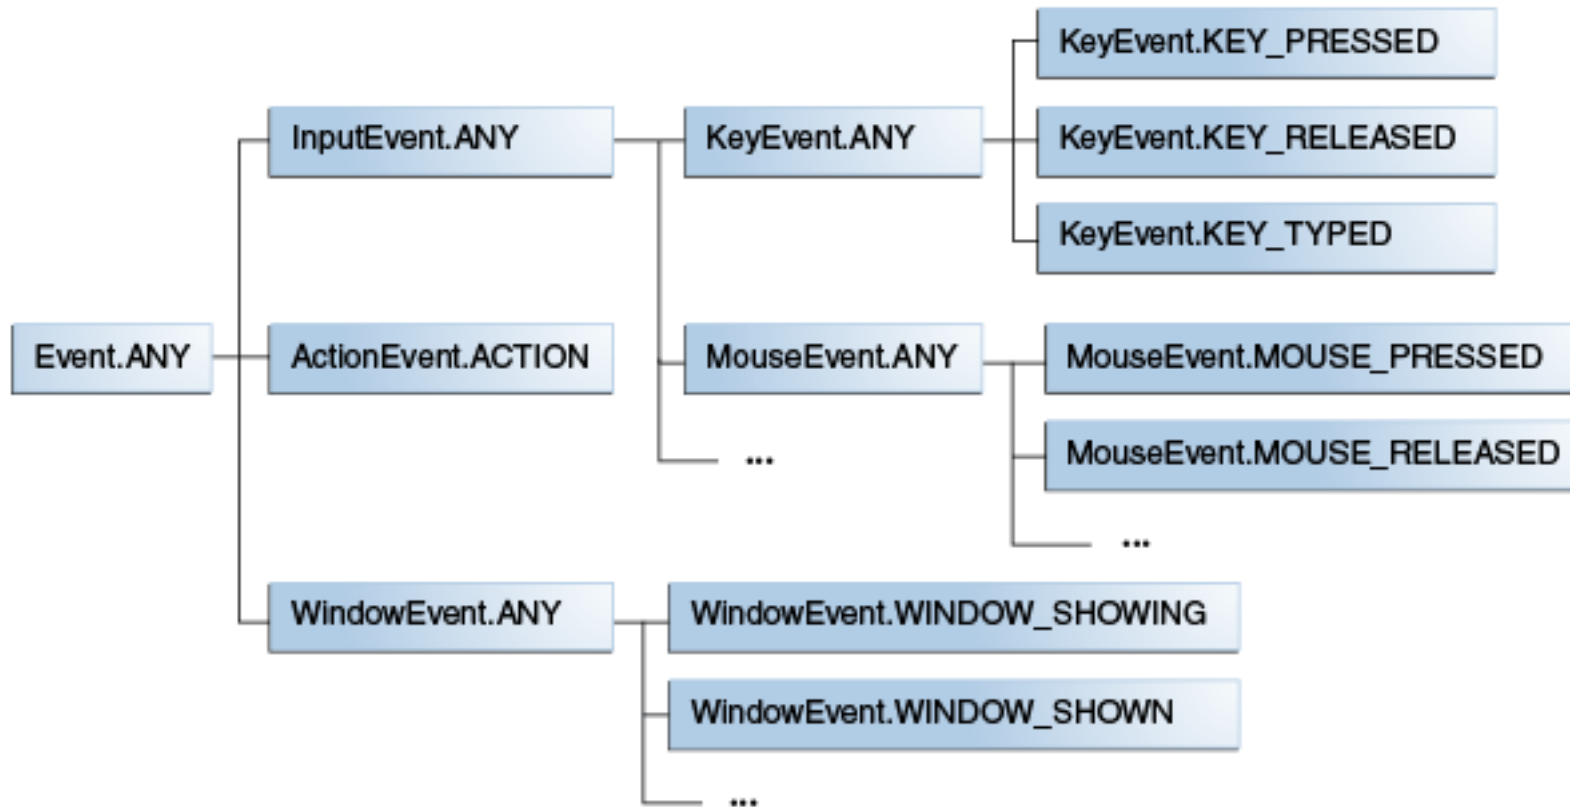 Event.ANY
InputEvent.ANY
ActionEvent.ACTION
WindowEvent.ANY
KeyEvent.ANY
MouseEvent.ANY
...
KeyEvent.KEY_PRESSED
KeyEvent.KEY_RELEASED
KeyEvent.KEY_TYPED
MouseEvent.MOUSE_PRESSED
MouseEvent.MOUSE_RELEASED
...
WindowEvent.WINDOW_SHOWING
WindowEvent.WINDOW_SHOWN
...